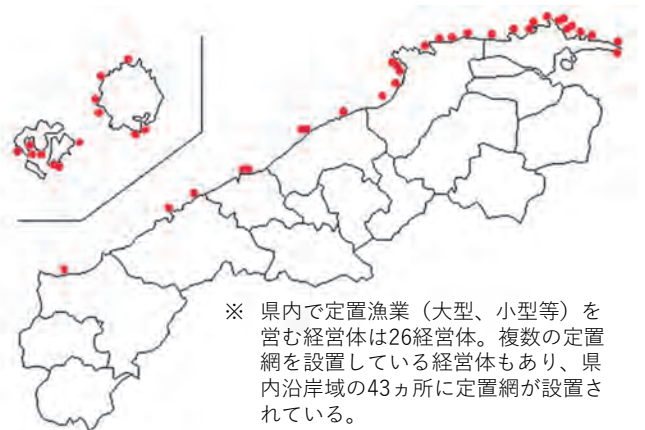 ※ 県内で定置漁業（大型、小型等）を
営む経営体は26経営体。複数の定置
網を設置している経営体もあり、県
内沿岸域の43ヵ所に定置網が設置さ
れている。